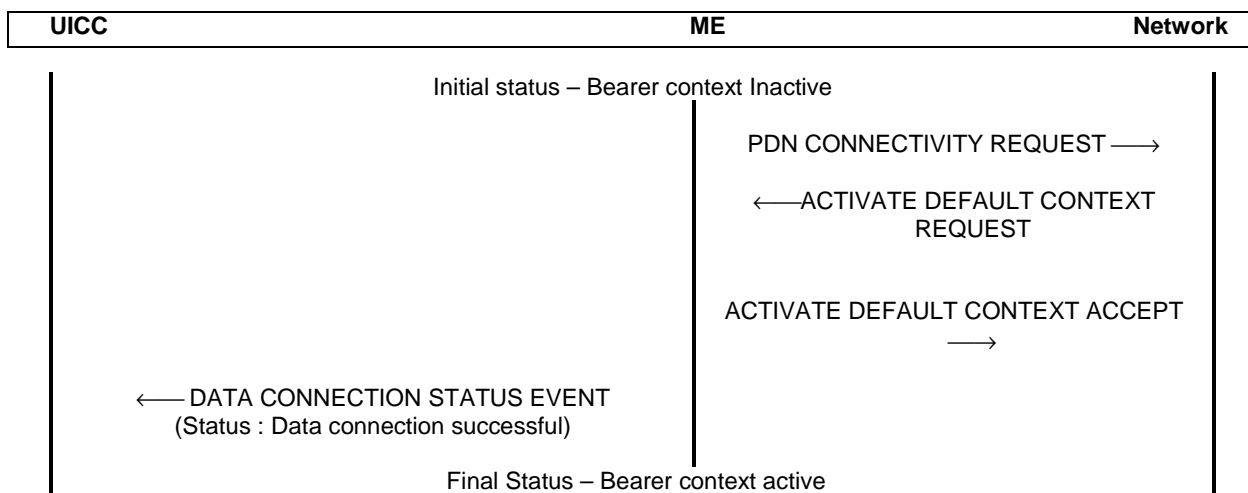 UICC ME Network
Initial status – Bearer context Inactive
PDN CONNECTIVITY REQUEST ⟶
⟵ACTIVATE DEFAULT CONTEXT
REQUEST
ACTIVATE DEFAULT CONTEXT ACCEPT
⟶
⟵ DATA CONNECTION STATUS EVENT
(Status : Data connection successful)
Final Status – Bearer context active